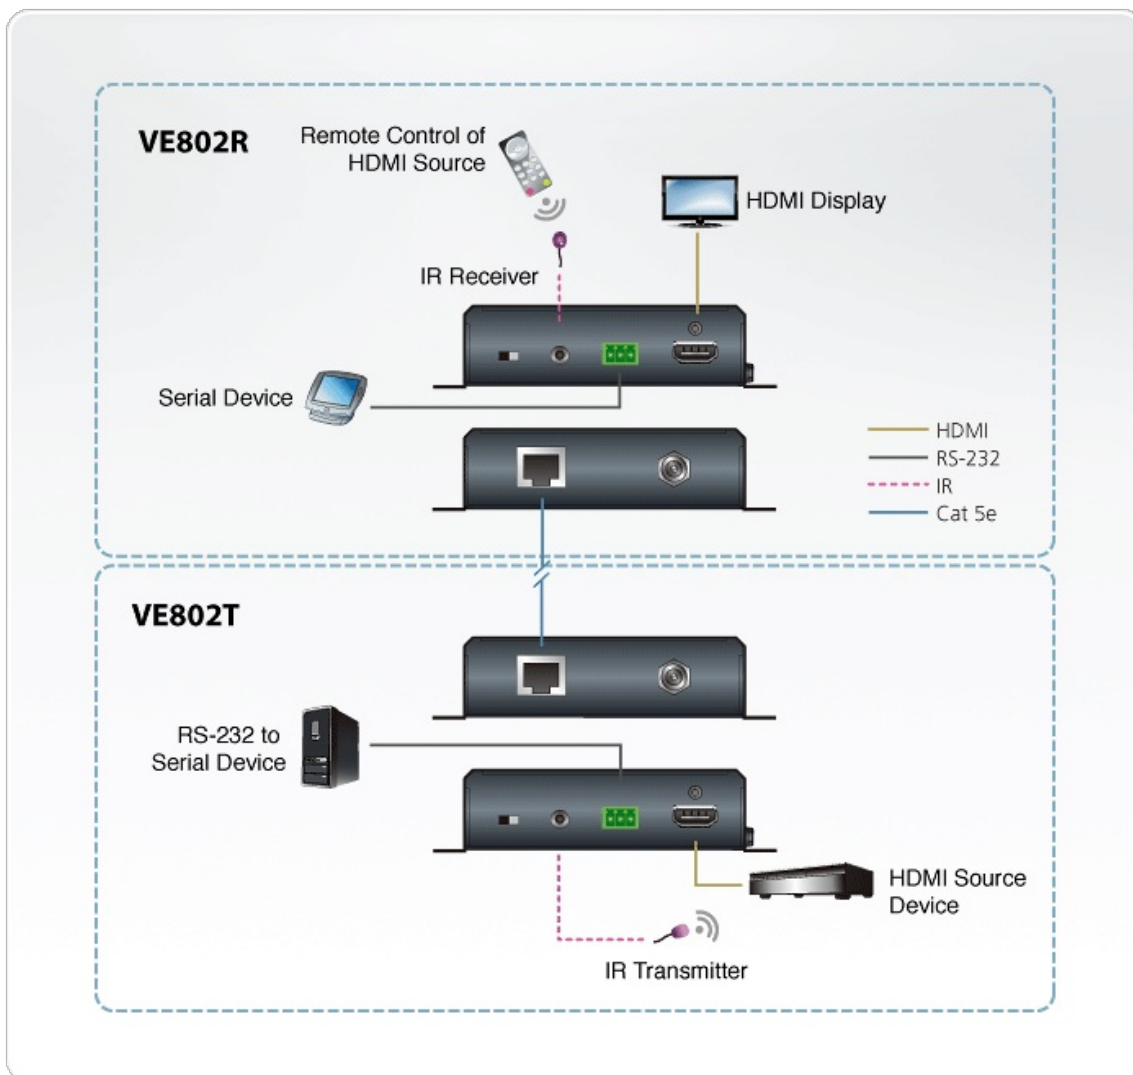 VE802R
Remote Control of
HDMI Source
HDMI Display
IR Receiver
Serial Device
HDMI
RS-232
IR
Cat 5e
VE802T
RS-232 to
Serial Device
HDMI Source
Device
IR Transmitter